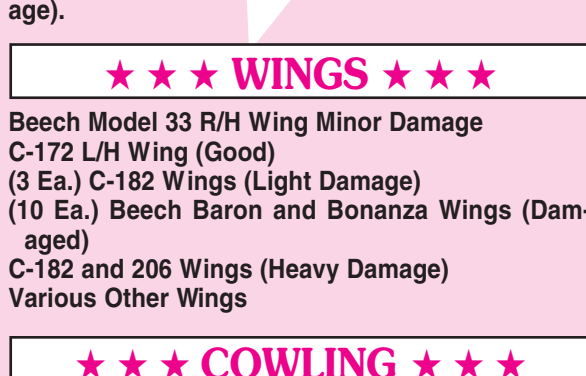 age).
★ ★ ★ WINGS ★ ★ ★
Beech Model 33 R/H Wing Minor Damage
C-172 L/H Wing (Good)
(3 Ea.) C-182 Wings (Light Damage)
(10 Ea.) Beech Baron and Bonanza Wings (Dam-
aged)
C-182 and 206 Wings (Heavy Damage)
Various Other Wings
★ ★ ★ COWLING ★ ★ ★